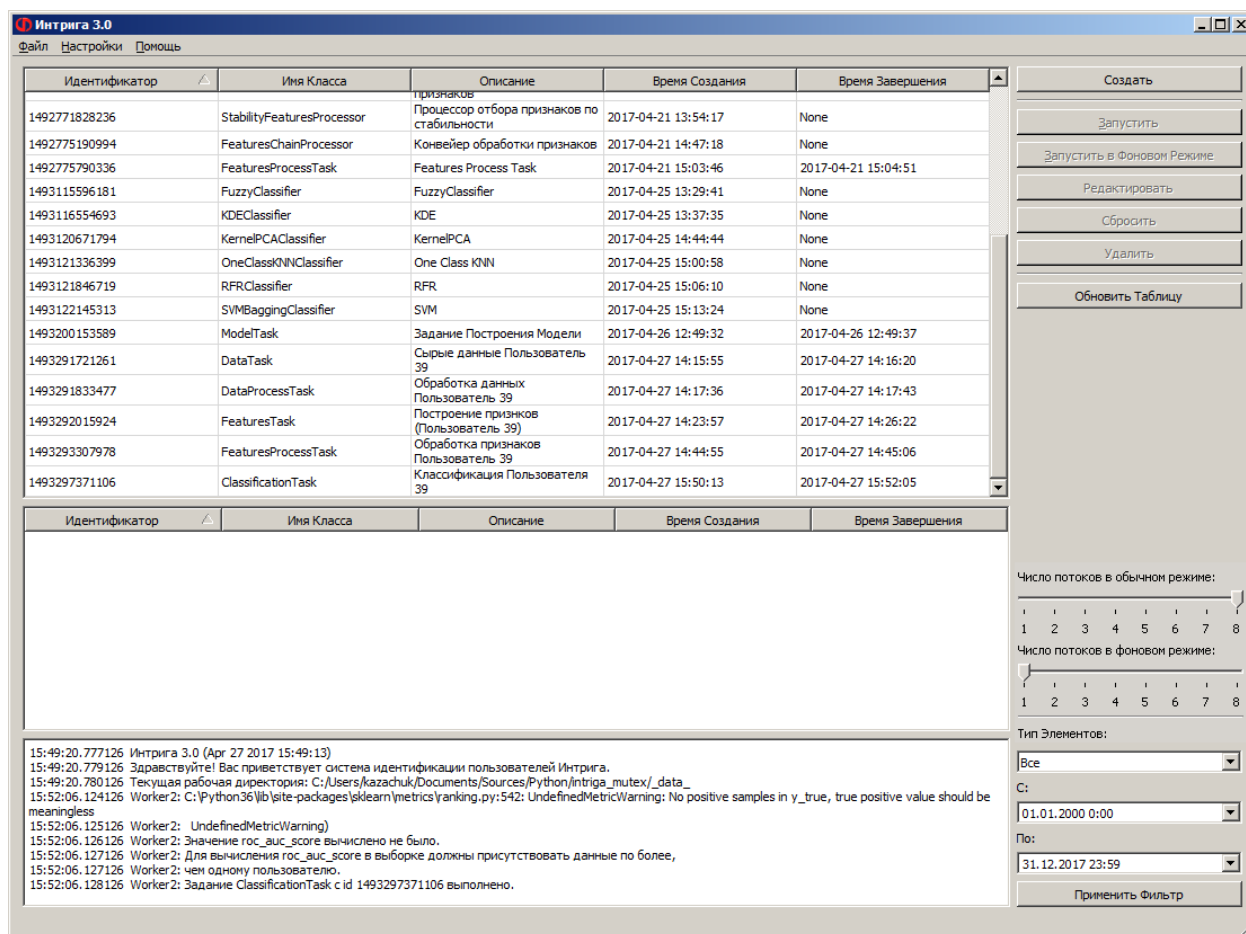 Интрига 3.0
Файл Настройки Помощь
Идентификатор Имя Класса Описание Время Создания Время Завершения
признаков
1492771828236 StabilityFeaturesProcessor Процессор отбора признаков по стабильности 2017-04-21 13:54:17 None
1492775190994 FeaturesChainProcessor Конвейер обработки признаков 2017-04-21 14:47:18 None
1492775790336 FeaturesProcessTask Features Process Task 2017-04-21 15:03:46 2017-04-21 15:04:51
1493115596181 FuzzyClassifier FuzzyClassifier 2017-04-25 13:29:41 None
1493116554693 KDEClassifier KDE 2017-04-25 13:37:35 None
1493120671794 KernelPCAClassifier KernelPCA 2017-04-25 14:44:44 None
1493121336399 OneClassKNNClassifier One Class KNN 2017-04-25 15:00:58 None
1493121846719 RFRClassifier RFR 2017-04-25 15:06:10 None
1493122145313 SVMBaggingClassifier SVM 2017-04-25 15:13:24 None
1493200153589 ModelTask Задание Построения Модели 2017-04-26 12:49:32 2017-04-26 12:49:37
1493291721261 DataTask Сырые данные Пользователь 39 2017-04-27 14:15:55 2017-04-27 14:16:20
1493291833477 DataProcessTask Обработка данных Пользователь 39 2017-04-27 14:17:36 2017-04-27 14:17:43
1493292015924 FeaturesTask Построение признков (Пользователь 39) 2017-04-27 14:23:57 2017-04-27 14:26:22
1493293307978 FeaturesProcessTask Обработка признаков Пользователь 39 2017-04-27 14:44:55 2017-04-27 14:45:06
1493297371106 ClassificationTask Классификация Пользователя 39 2017-04-27 15:50:13 2017-04-27 15:52:05
Идентификатор Имя Класса Описание Время Создания Время Завершения
15:49:20.777126 Интрига 3.0 (Apr 27 2017 15:49:13)
15:49:20.779126 Здравствуйте! Вас приветствует система идентификации пользователей Интрига.
15:49:20.780126 Текущая рабочая директория: C:/Users/kazachuk/Documents/Sources/Python/intriga_mutex/_data_
15:52:06.124126 Worker2: C:\Python36\lib\site-packages\sklearn\metrics\ranking.py:542: UndefinedMetricWarning: No positive samples in y_true, true positive value should be
meaningless
15:52:06.125126 Worker2: UndefinedMetricWarning)
15:52:06.126126 Worker2: Значение roc_auc_score вычислено не было.
15:52:06.127126 Worker2: Для вычисления roc_auc_score в выборке должны присутствовать данные по более,
15:52:06.127126 Worker2: чем одному пользователю.
15:52:06.128126 Worker2: Задание ClassificationTask с id 1493297371106 выполнено.
Создать
Запустить
Запустить в Фоновом Режиме
Редактировать
Сбросить
Удалить
Обновить Таблицу
Число потоков в обычном режиме:
1 2 3 4 5 6 7 8
Число потоков в фоновом режиме:
1 2 3 4 5 6 7 8
Тип Элементов:
Все
С:
01.01.2000 0:00
По:
31.12.2017 23:59
Применить Фильтр